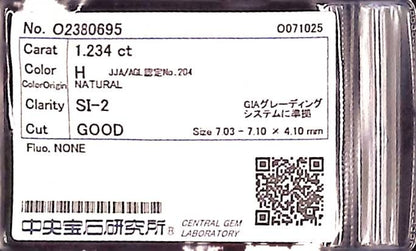 No. O2380695 O071025
Carat 1.234 ct
Color H JJA/AGL認定No.204
ColorOrigin NATURAL
Clarity SI-2 GIAグレーディング
システムに準拠
Cut GOOD Size 7.03 - 7.10 × 4.10 mm
Fluo. NONE
中央宝石研究所® CENTRAL GEM
LABORATORY